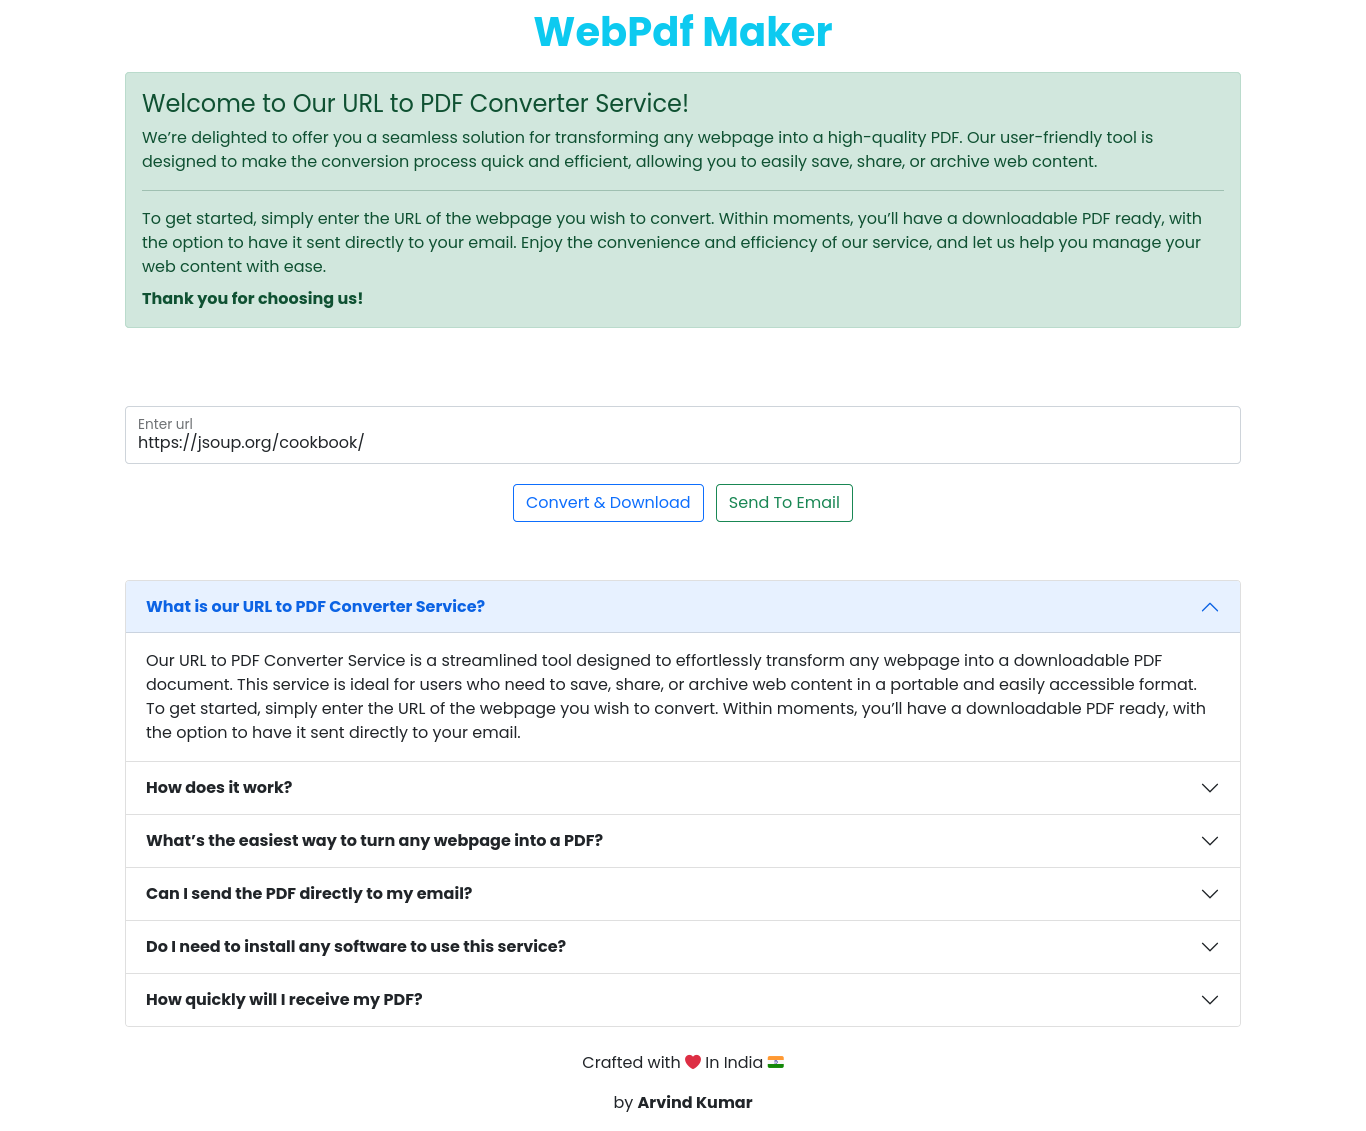 WebPdf Maker
Welcome to Our URL to PDF Converter Service!
We’re delighted to offer you a seamless solution for transforming any webpage into a high-quality PDF. Our user-friendly tool is
designed to make the conversion process quick and efficient, allowing you to easily save, share, or archive web content.
To get started, simply enter the URL of the webpage you wish to convert. Within moments, you’ll have a downloadable PDF ready, with
the option to have it sent directly to your email. Enjoy the convenience and efficiency of our service, and let us help you manage your
web content with ease.
Thank you for choosing us!
Enter url
https://jsoup.org/cookbook/
Convert & Download
Send To Email
What is our URL to PDF Converter Service?
Our URL to PDF Converter Service is a streamlined tool designed to effortlessly transform any webpage into a downloadable PDF
document. This service is ideal for users who need to save, share, or archive web content in a portable and easily accessible format.
To get started, simply enter the URL of the webpage you wish to convert. Within moments, you’ll have a downloadable PDF ready, with
the option to have it sent directly to your email.
How does it work?
What’s the easiest way to turn any webpage into a PDF?
Can I send the PDF directly to my email?
Do I need to install any software to use this service?
How quickly will I receive my PDF?
Crafted with ❤️ In India 🇮🇳
by Arvind Kumar